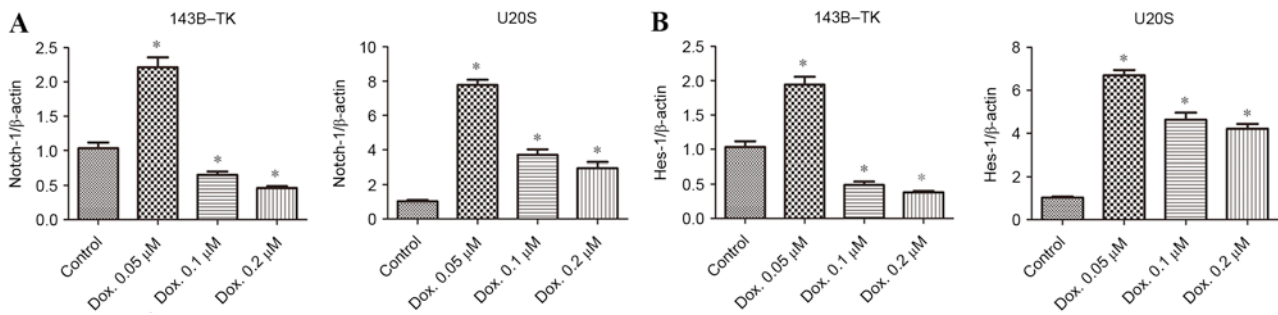 A
143B–TK
Notch-1/β-actin
2.5
2.0
1.5
1.0
0.5
0.0
*
*
*
Control
Dox. 0.05 µM
Dox. 0.1 µM
Dox. 0.2 µM
U20S
Notch-1/β-actin
10
8
6
4
2
0
*
*
*
Control
Dox. 0.05 µM
Dox. 0.1 µM
Dox. 0.2 µM
B
143B–TK
Hes-1/β-actin
2.5
2.0
1.5
1.0
0.5
0.0
*
*
*
Control
Dox. 0.05 µM
Dox. 0.1 µM
Dox. 0.2 µM
U20S
Hes-1/β-actin
8
6
4
2
0
*
*
*
Control
Dox. 0.05 µM
Dox. 0.1 µM
Dox. 0.2 µM